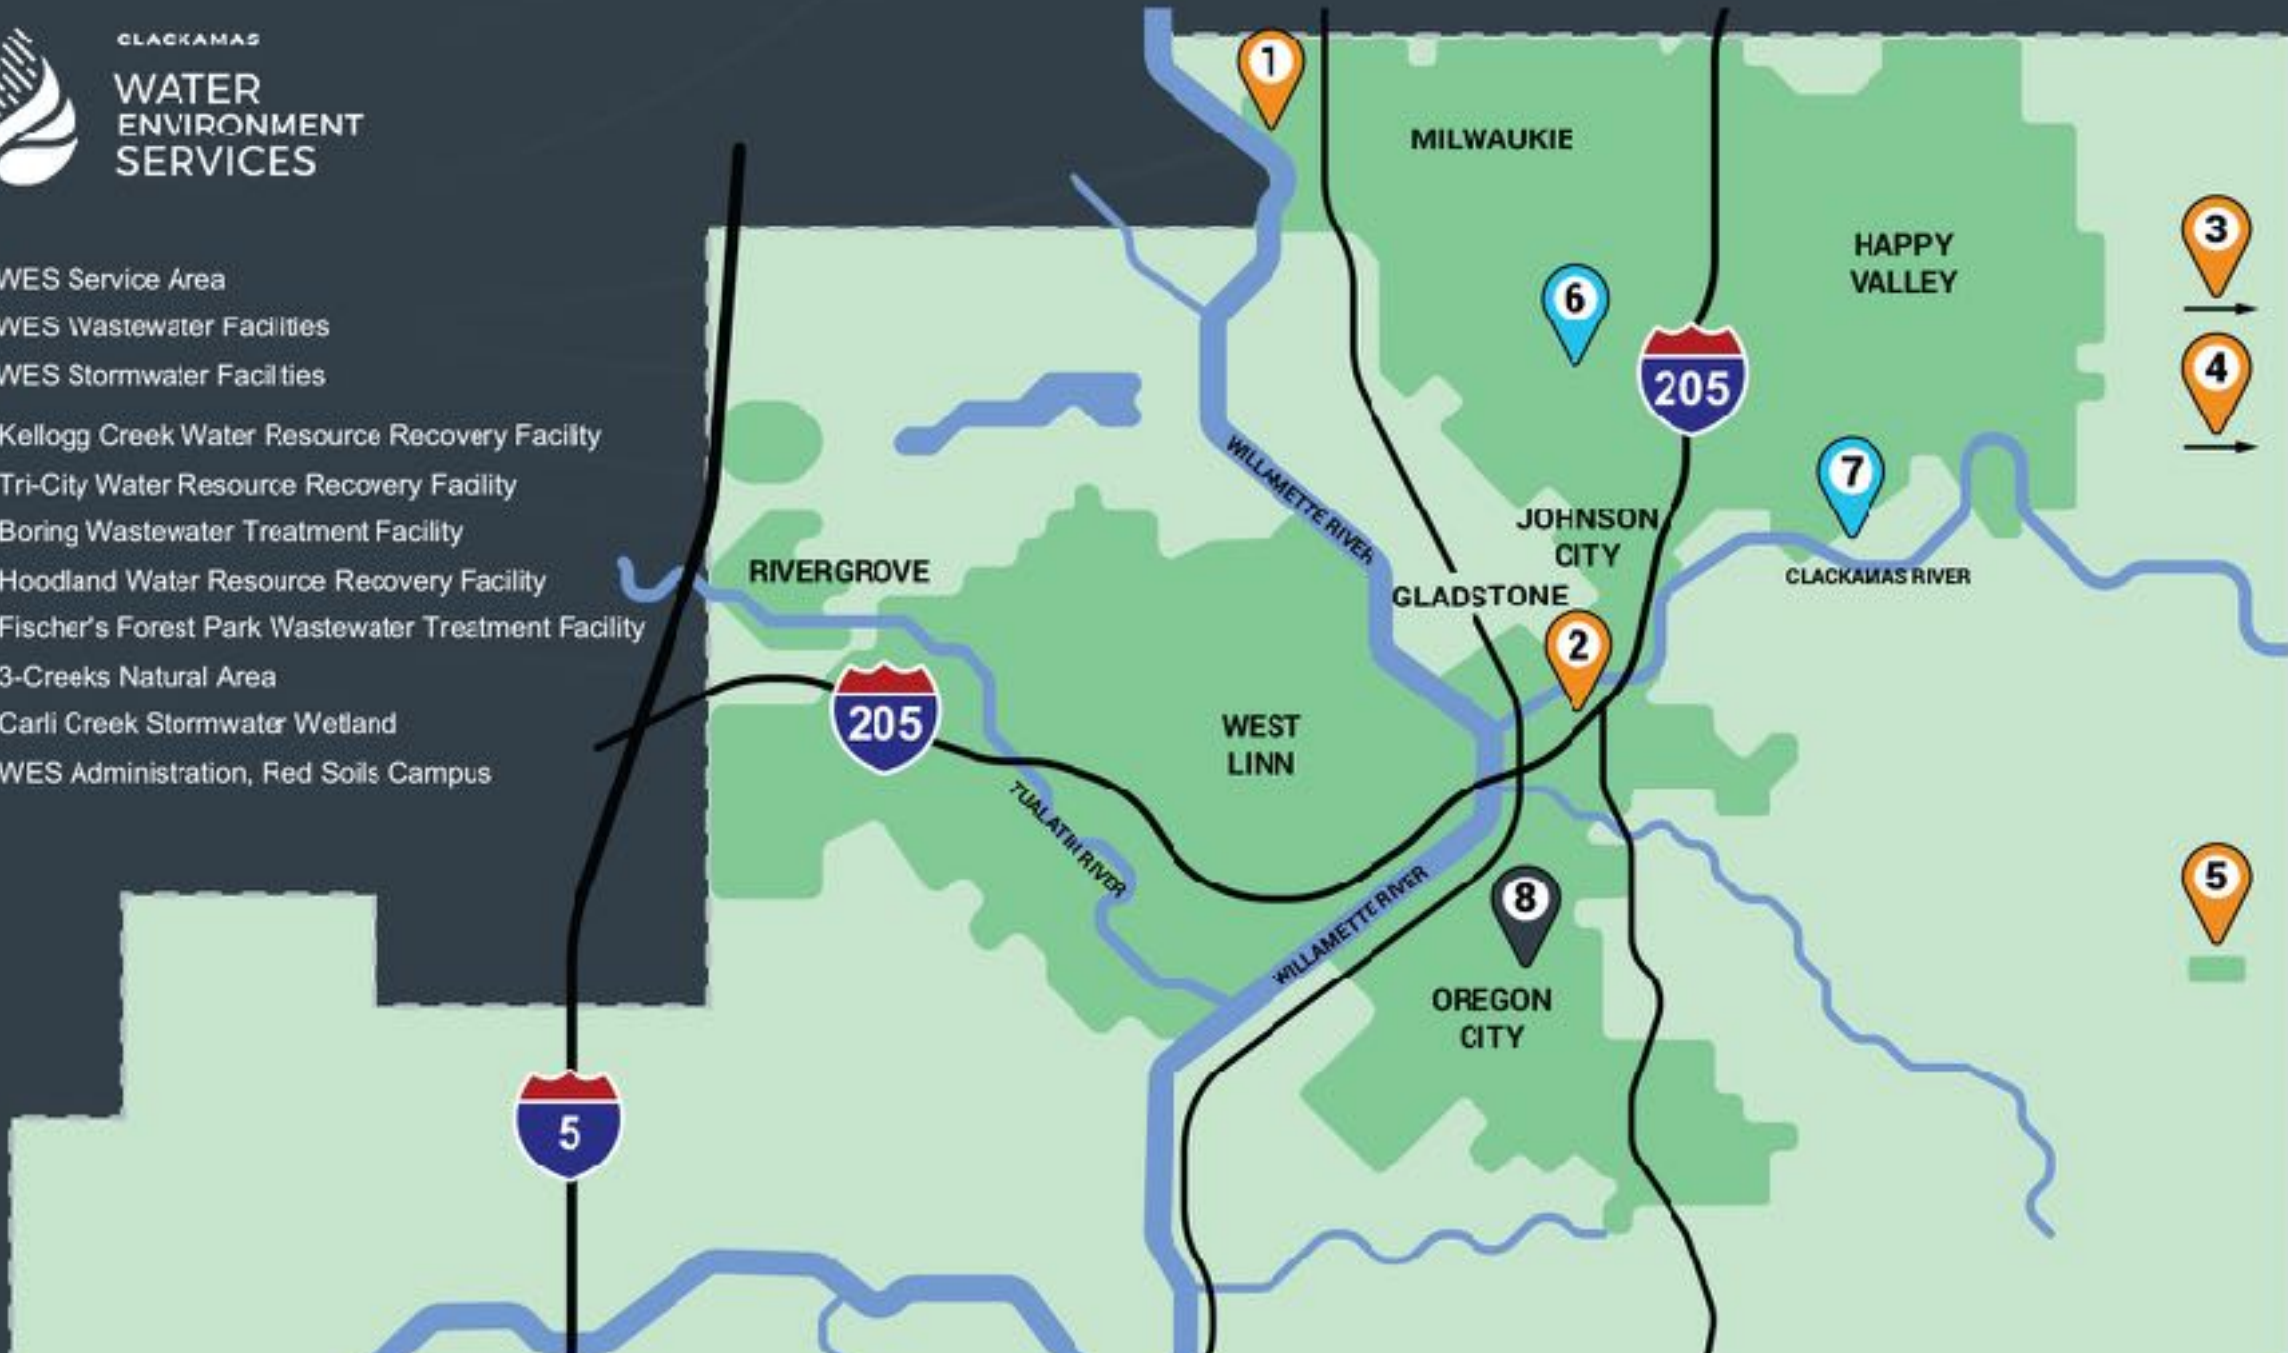 CLACKAMAS
WATER
ENVIRONMENT
SERVICES
WES Service Area
WES Wastewater Facilities
WES Stormwater Facilties
Kellogg Creek Water Resource Recovery Facility
Tri-City Water Resource Recovery Facility
Boring Wastewater Treatment Facility
Hoodland Water Resource Recovery Facility
Fischer's Forest Park Wastewater Treatment Facility
3-Creeks Natural Area
Carli Creek Stormwater Wetland
WES Administration, Red Soils Campus
1
MILWAUKIE
HAPPY
VALLEY
3
6
4
205
7
WILLAMETTE RIVER
JOHNSON
CITY
RIVERGROVE
CLACKAMAS RIVER
GLADSTONE
2
205
WEST
LINN
TUALATIN RIVER
WILLAMETTE RIVER
8
5
OREGON
CITY
5